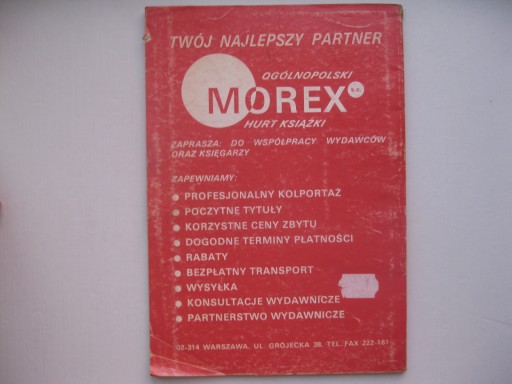 TWÓJ NAJLEPSZY PARTNER
OGÓLNOPOLSKI
MOREX s.c.
HURT KSIĄŻKI
ZAPRASZA: DO WSPÓŁPRACY WYDAWCÓW
ORAZ KSIĘGARZY
ZAPEWNIAMY:
PROFESJONALNY KOLPORTAŻ
POCZYTNE TYTUŁY
KORZYSTNE CENY ZBYTU
DOGODNE TERMINY PŁATNOŚCI
RABATY
BEZPŁATNY TRANSPORT
WYSYŁKA
KONSULTACJE WYDAWNICZE
PARTNERSTWO WYDAWNICZE
02-314 WARSZAWA, UL. GRÓJECKA 38, TEL. FAX 222-161